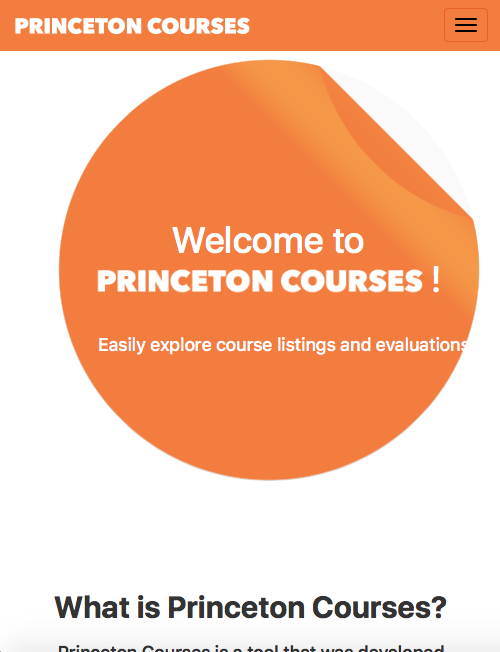 PRINCETON COURSES
Welcome to
PRINCETON COURSES !
Easily explore course listings and evaluations
What is Princeton Courses?
Princeton Courses is a tool that was developed